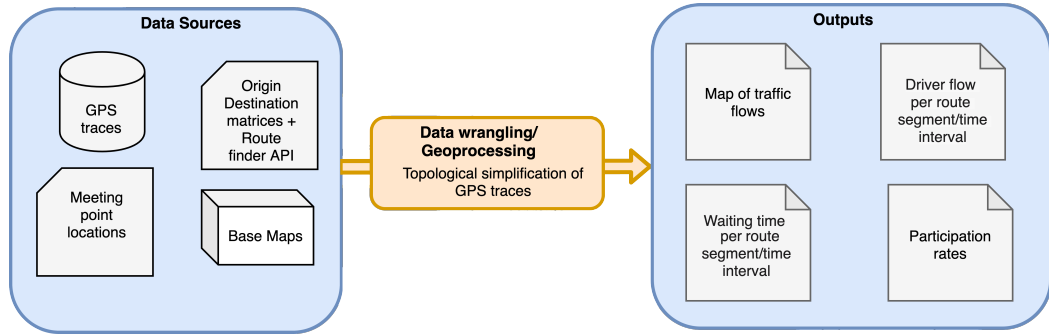 Data Sources
GPS
traces
Origin
Destination
matrices +
Route
finder API
Meeting
point
locations
Base Maps
Data wrangling/
Geoprocessing
Topological simplification of
GPS traces
Outputs
Map of traffic
flows
Driver flow
per route
segment/time
interval
Waiting time
per route
segment/time
interval
Participation
rates